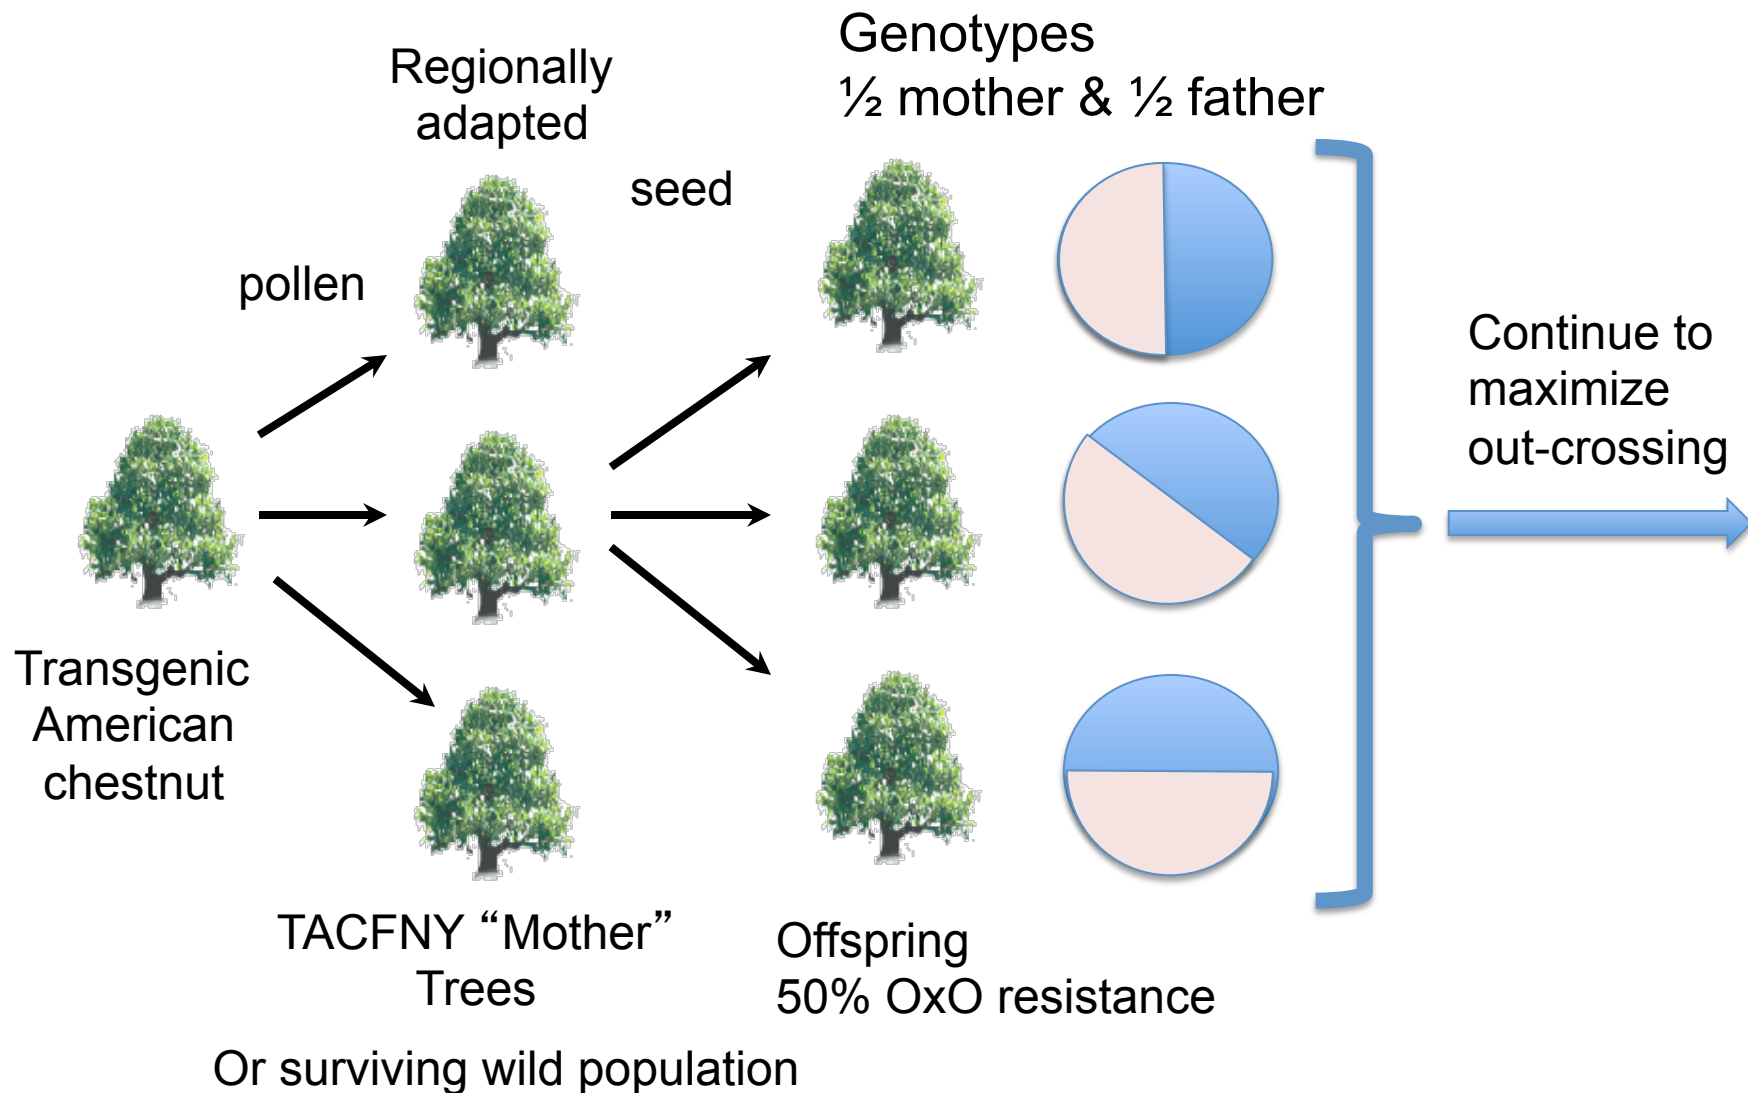 Genotypes
½ mother & ½ father
Regionally
adapted
seed
pollen
Continue to
maximize
out-crossing
Transgenic
American
chestnut
TACFNY “Mother”
Trees
Offspring
50% OxO resistance
Or surviving wild population